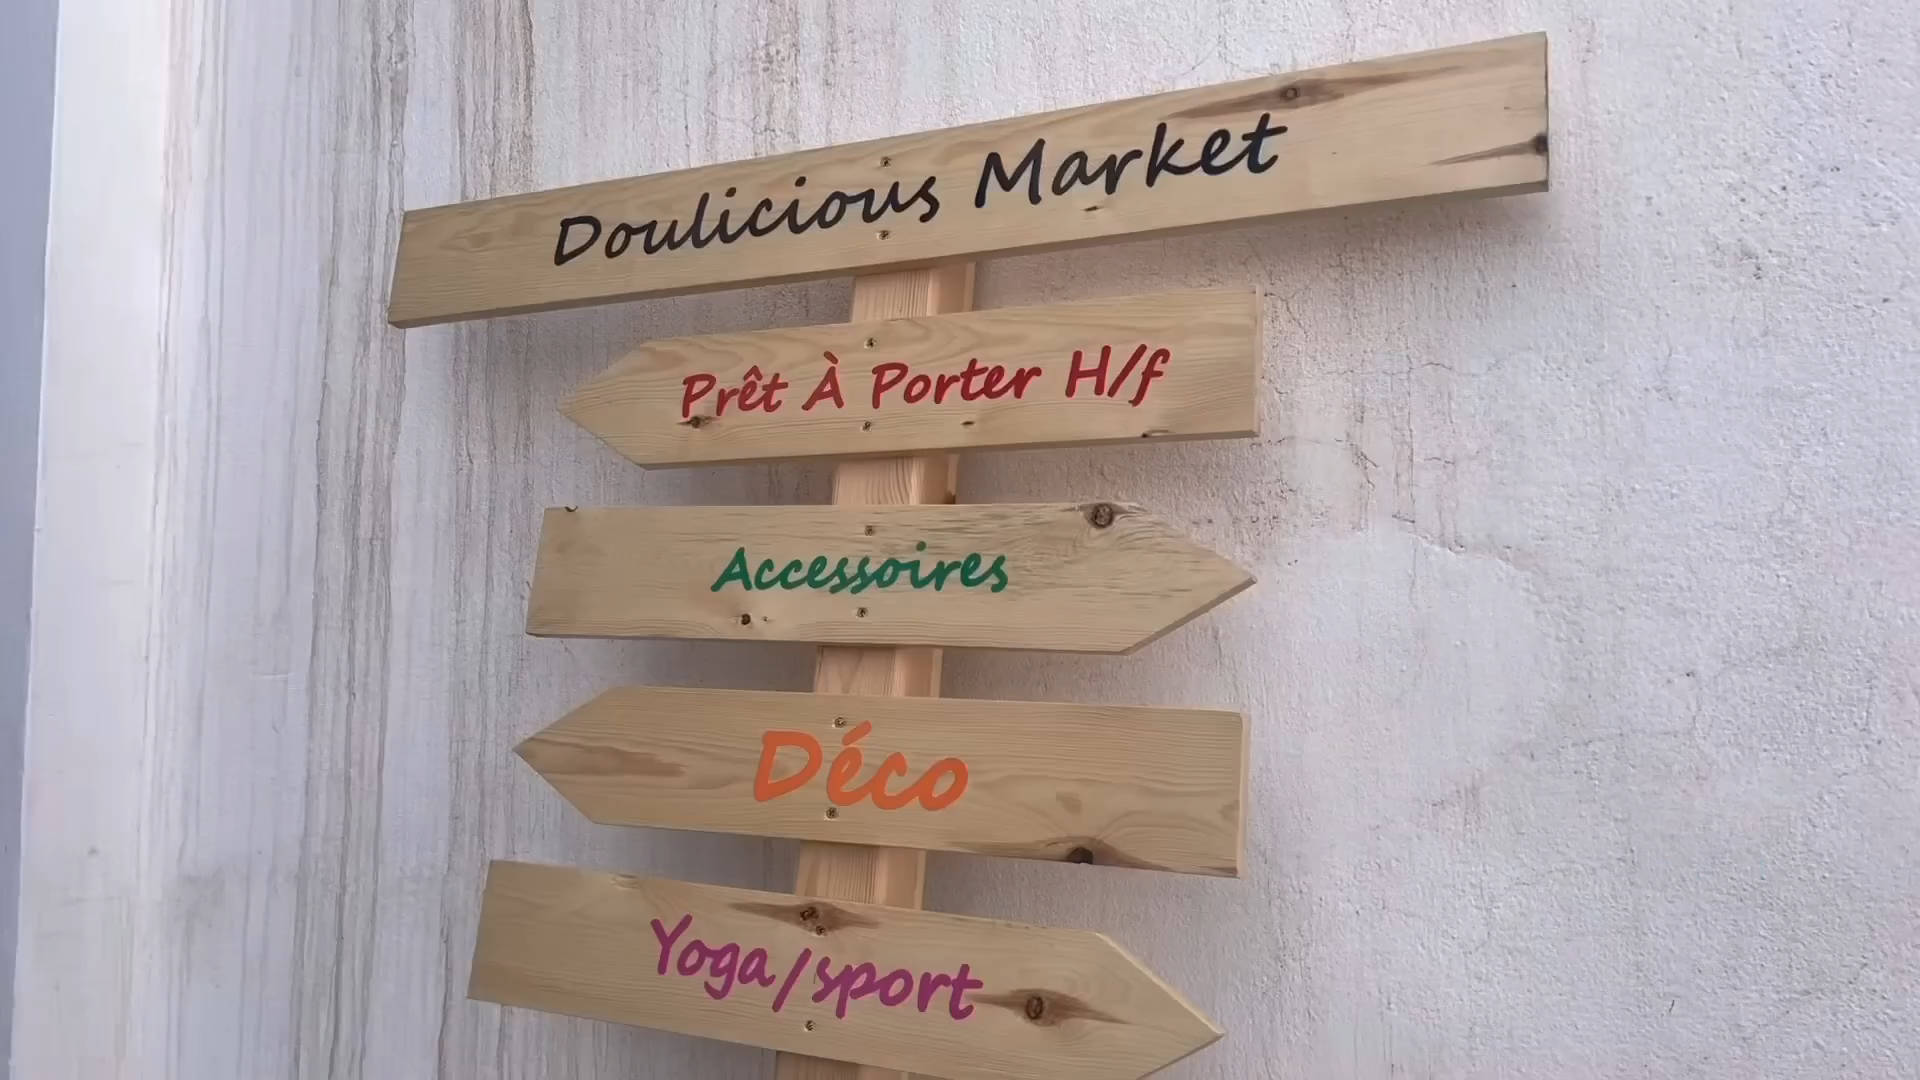 Doulicious Market
Prêt À Porter H/f
Accessoires
Déco
Yoga/sport